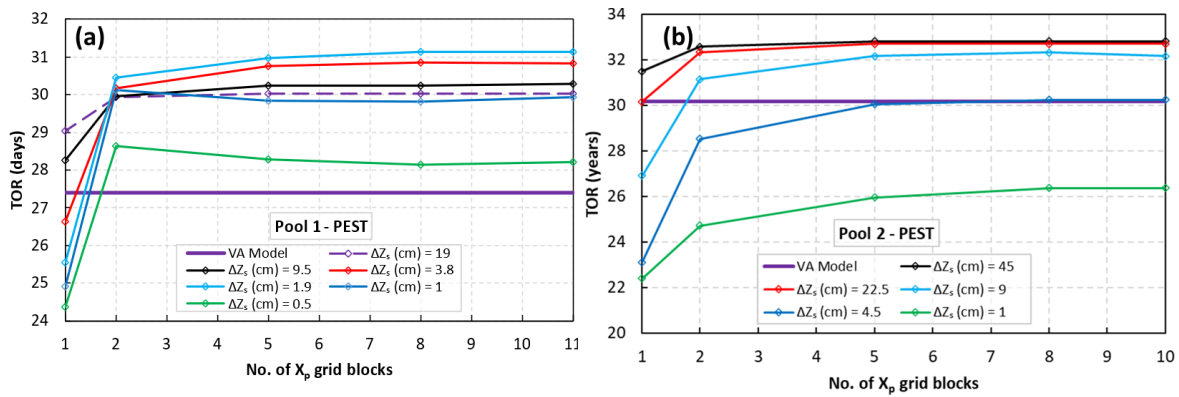 (a)
32
31
30
29
28
27
26
25
24
TOR (days)
Pool 1 - PEST
VA Model
ΔZₛ (cm) = 19
ΔZₛ (cm) = 9.5
ΔZₛ (cm) = 3.8
ΔZₛ (cm) = 1.9
ΔZₛ (cm) = 1
ΔZₛ (cm) = 0.5
1 2 3 4 5 6 7 8 9 10 11
No. of Xₚ grid blocks
(b)
34
32
30
28
26
24
22
20
TOR (years)
Pool 2 - PEST
VA Model
ΔZₛ (cm) = 45
ΔZₛ (cm) = 22.5
ΔZₛ (cm) = 9
ΔZₛ (cm) = 4.5
ΔZₛ (cm) = 1
1 2 3 4 5 6 7 8 9 10
No. of Xₚ grid blocks